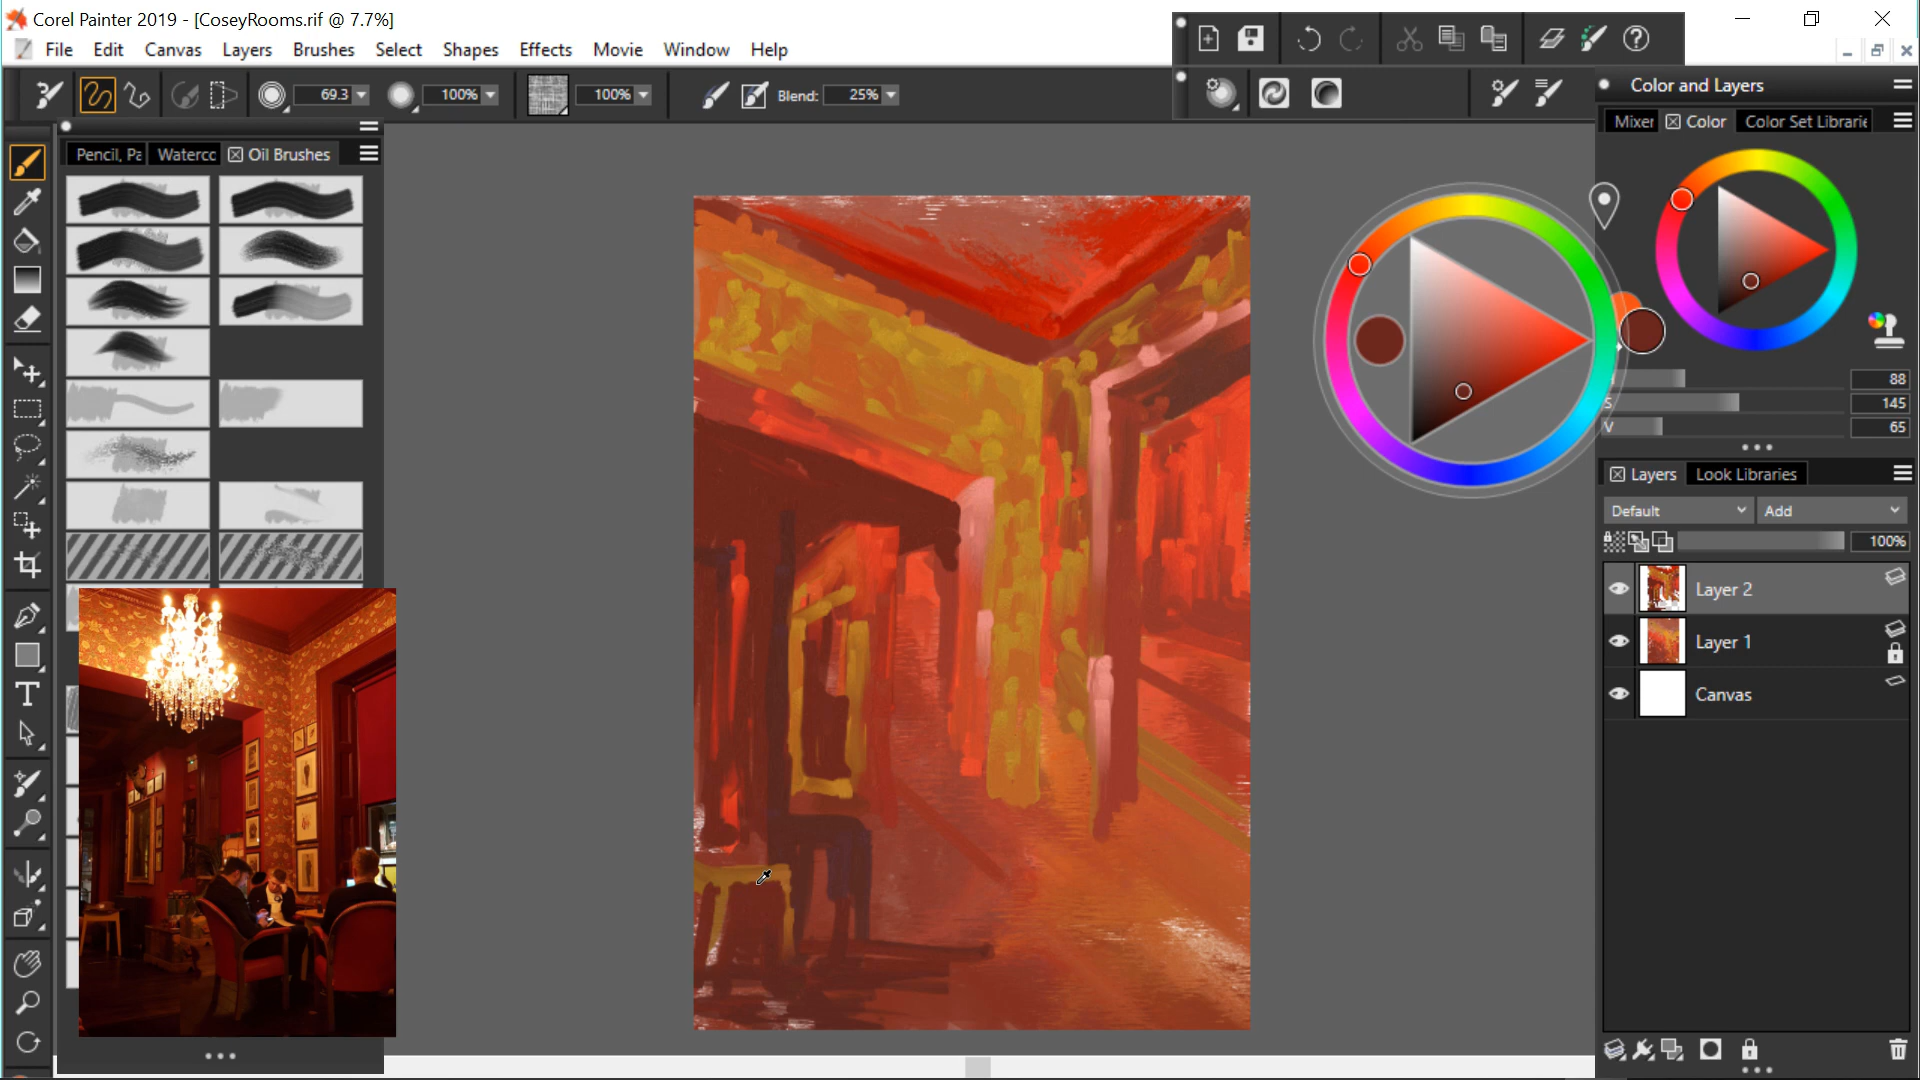 Corel Painter 2019 - [CoseyRooms.rif @ 7.7%]
File Edit Canvas Layers Brushes Select Shapes Effects Movie Window Help
69.3 100% 100% Blend: 25%
Color and Layers
Mixer Color Color Set Librarie
Pencil, Pa Waterco Oil Brushes
88
S 145
V 65
Layers Look Libraries
Default Add
100%
Layer 2
Layer 1
Canvas
T